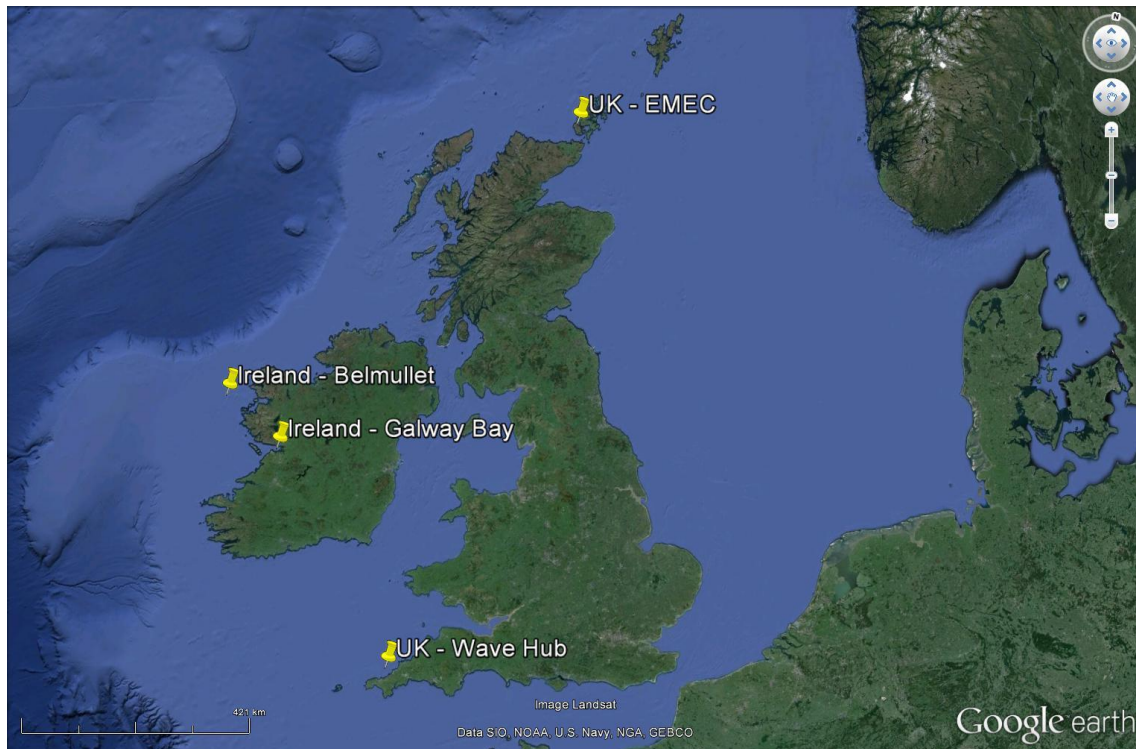 N
UK - EMEC
Ireland - Belmullet
Ireland - Galway Bay
UK - Wave Hub
Image Landsat
421 km
Data SIO, NOAA, U.S. Navy, NGA, GEBCO
Google earth